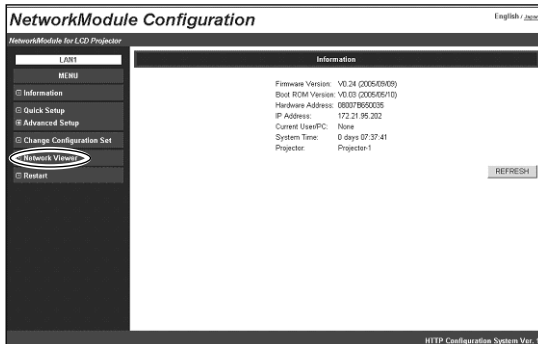 NetworkModule Configuration
English /
NetworkModule for LCD Projector
LAN1
MENU
Information
Quick Setup
Advanced Setup
Change Configuration Set
Network Viewer
Restart
Information
Firmware Version: V0.24 (2005/09/09)
Boot ROM Version: V0.03 (2005/05/10)
Hardware Address: 08007B650035
IP Address: 172.21.95.202
Current User/PC: None
System Time: 0 days 07:37:41
Projector: Projector-1
REFRESH
HTTP Configuration System Ver.